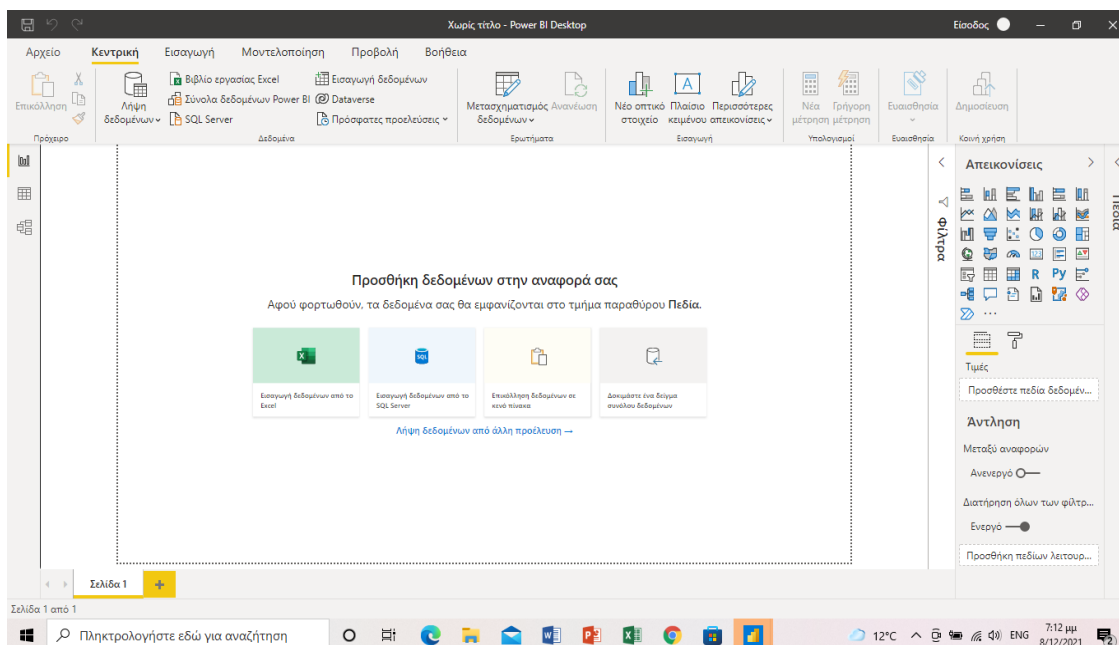 Χωρίς τίτλο - Power BI Desktop
Είσοδος
Αρχείο Κεντρική Εισαγωγή Μοντελοποίηση Προβολή Βοήθεια
Επικόλληση
Πρόχειρο
Λήψη
δεδομένων
Βιβλίο εργασίας Excel
Σύνολα δεδομένων Power BI
SQL Server
Εισαγωγή δεδομένων
Dataverse
Πρόσφατες προελεύσεις
Δεδομένα
Μετασχηματισμός
δεδομένων
Ανανέωση
Ερωτήματα
Νέο οπτικό
στοιχείο
Πλαίσιο
κειμένου
Περισσότερες
απεικονίσεις
Εισαγωγή
Νέα
μέτρηση
Γρήγορη
μέτρηση
Υπολογισμοί
Ευαισθησία
Ευαισθησία
Δημοσίευση
Κοινή χρήση
Προσθήκη δεδομένων στην αναφορά σας
Αφού φορτωθούν, τα δεδομένα σας θα εμφανίζονται στο τμήμα παραθύρου Πεδία.
Εισαγωγή δεδομένων από το
Excel
SQL
Εισαγωγή δεδομένων από το
SQL Server
Επικόλληση δεδομένων σε
κενό πίνακα
Δοκιμάστε ένα δείγμα
συνόλου δεδομένων
Λήψη δεδομένων από άλλη προέλευση →
Φίλτρα
Απεικονίσεις
R Py
Τιμές
Προσθέστε πεδία δεδομέν...
Άντληση
Μεταξύ αναφορών
Ανενεργό
Διατήρηση όλων των φίλτρ...
Ενεργό
Προσθήκη πεδίων λειτουρ...
Πεδία
Σελίδα 1
Σελίδα 1 από 1
Πληκτρολογήστε εδώ για αναζήτηση
12°C
ENG
7:12 μμ
8/12/2021